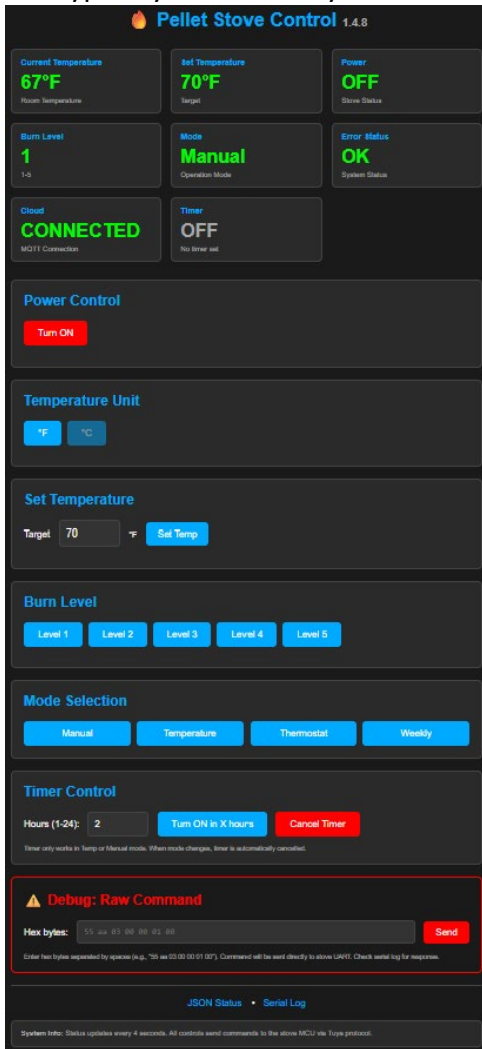 Pellet Stove Control 1.4.8
Current Temperature
67°F
Room Temperature
Set Temperature
70°F
Target
Power
OFF
Stove Status
Burn Level
1
1-5
Mode
Manual
Operation Mode
Error Status
OK
System Status
Cloud
CONNECTED
MQTT Connection
Timer
OFF
No timer set
Power Control
Turn ON
Temperature Unit
°F °C
Set Temperature
Target 70 °F Set Temp
Burn Level
Level 1 Level 2 Level 3 Level 4 Level 5
Mode Selection
Manual Temperature Thermostat Weekly
Timer Control
Hours (1-24): 2 Turn ON in X hours Cancel Timer
Timer only works in Temp or Manual mode. When mode changes, timer is automatically cancelled.
Debug: Raw Command
Hex bytes: 55 aa 03 00 00 01 00 Send
Enter hex bytes separated by spaces (e.g., "55 aa 03 00 00 01 00"). Command will be sent directly to stove UART. Check serial log for response.
JSON Status • Serial Log
System Info: Status updates every 4 seconds. All controls send commands to the stove MCU via Tuya protocol.